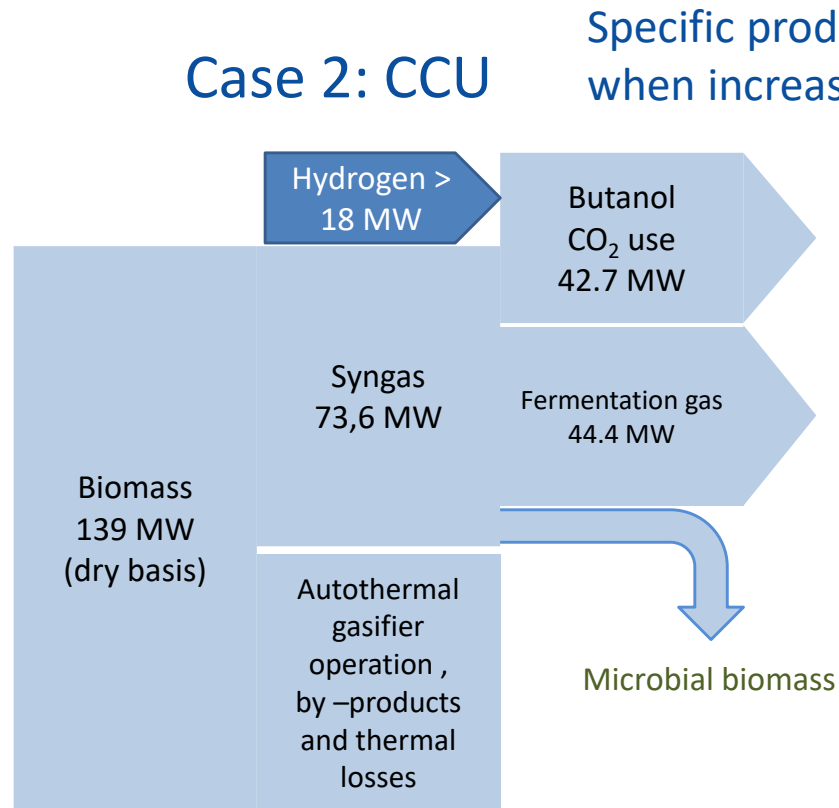 Case 2: CCU
Specific prod
when increas
Hydrogen >
18 MW
Butanol
CO₂ use
42.7 MW
Syngas
73,6 MW
Fermentation gas
44.4 MW
Biomass
139 MW
(dry basis)
Autothermal
gasifier
operation ,
by –products
and thermal
losses
Microbial biomass